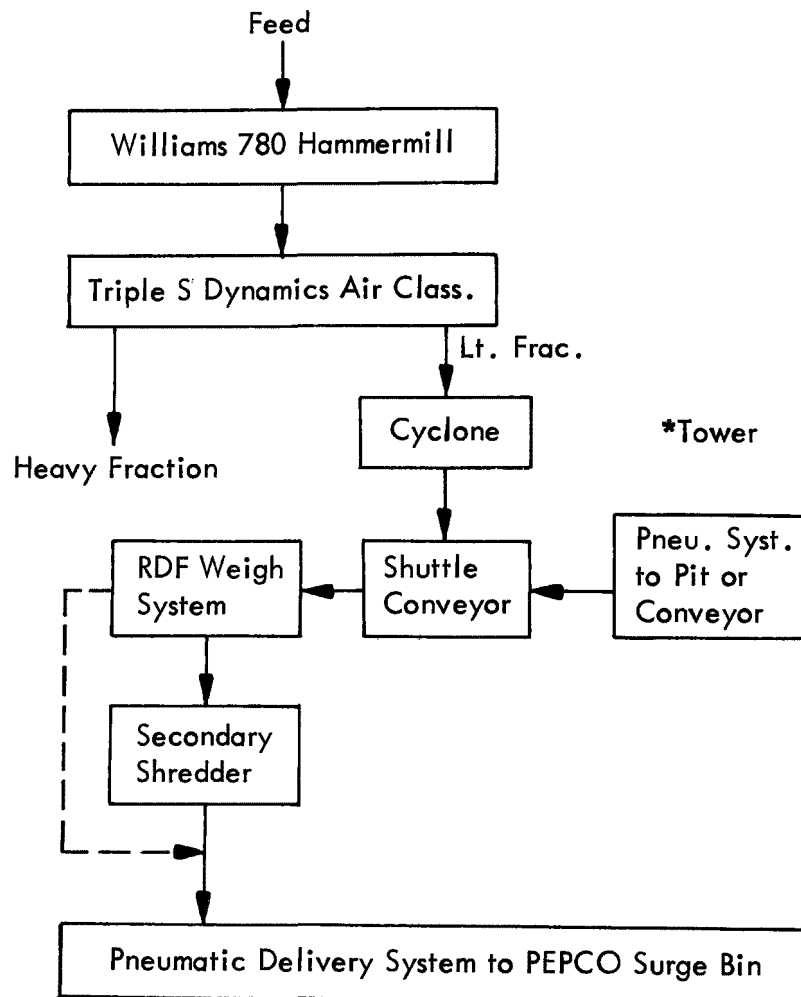 Feed
Williams 780 Hammermill
Triple S Dynamics Air Class.
Lt. Frac.
Cyclone
*Tower
Heavy Fraction
RDF Weigh
System
Shuttle
Conveyor
Pneu. Syst.
to Pit or
Conveyor
Secondary
Shredder
Pneumatic Delivery System to PEPCO Surge Bin